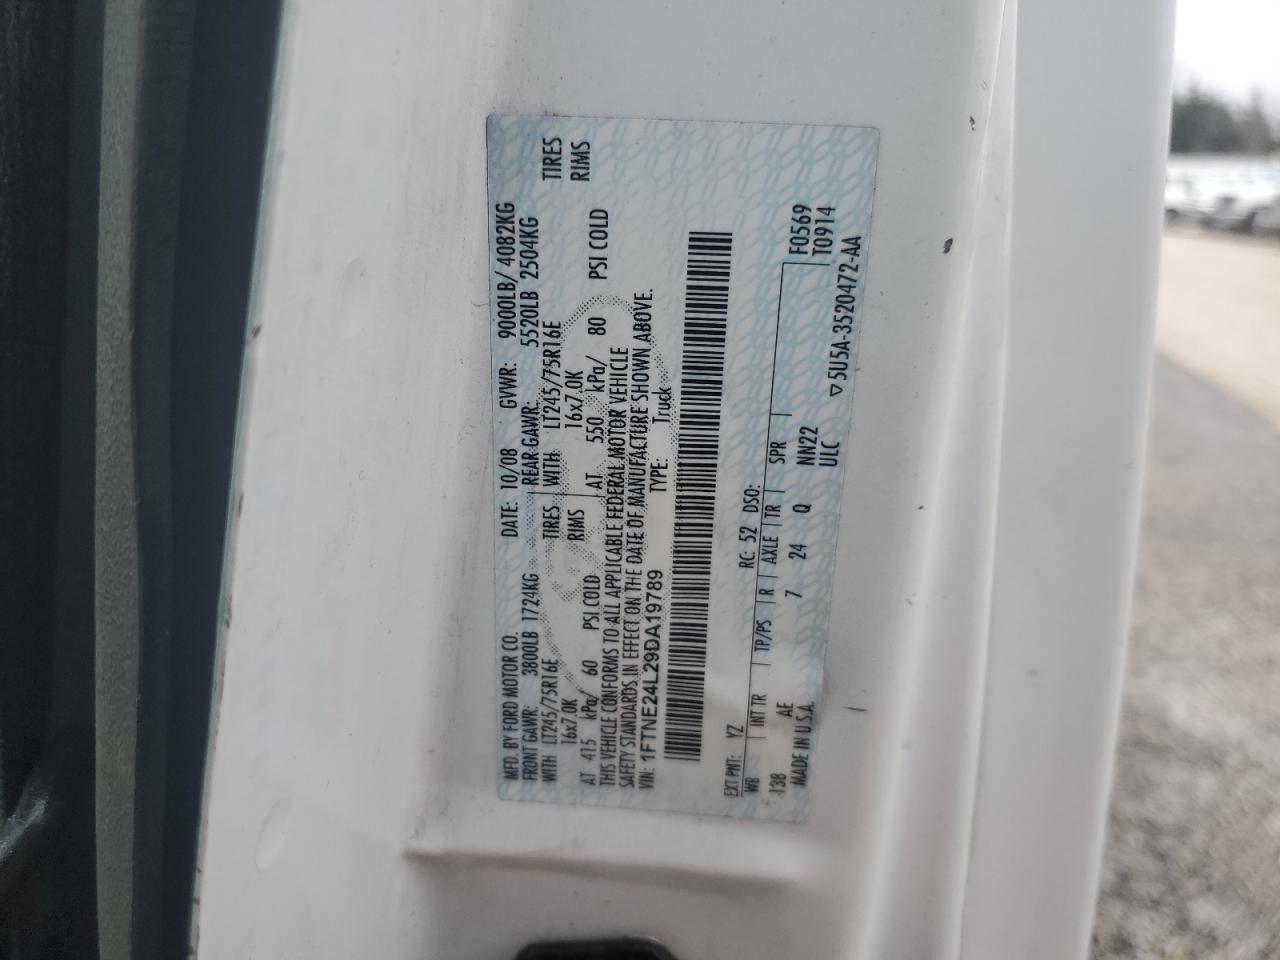 MFD. BY FORD MOTOR CO. DATE: 10/08 GVWR: 9000LB/ 4082KG
FRONT GAWR: 3800LB 1724KG REAR GAWR: 5520LB 2504KG
WITH LT245/75R16E TIRES WITH LT245/75R16E TIRES
16x7.0K RIMS 16x7.0K RIMS
AT 415 kPa/ 60 PSI COLD AT 550 kPa/ 80 PSI COLD
THIS VEHICLE CONFORMS TO ALL APPLICABLE FEDERAL MOTOR VEHICLE
SAFETY STANDARDS IN EFFECT ON THE DATE OF MANUFACTURE SHOWN ABOVE.
VIN: 1FTNE24L29DA19789 TYPE: Truck
EXT PNT: YZ RC: 52 DSO:
WB INT TR TP/PS R AXLE TR SPR F0569
138 AE 7 24 Q NN22 T0914
MADE IN U.S.A. ULC
▽5U5A-3520472-AA